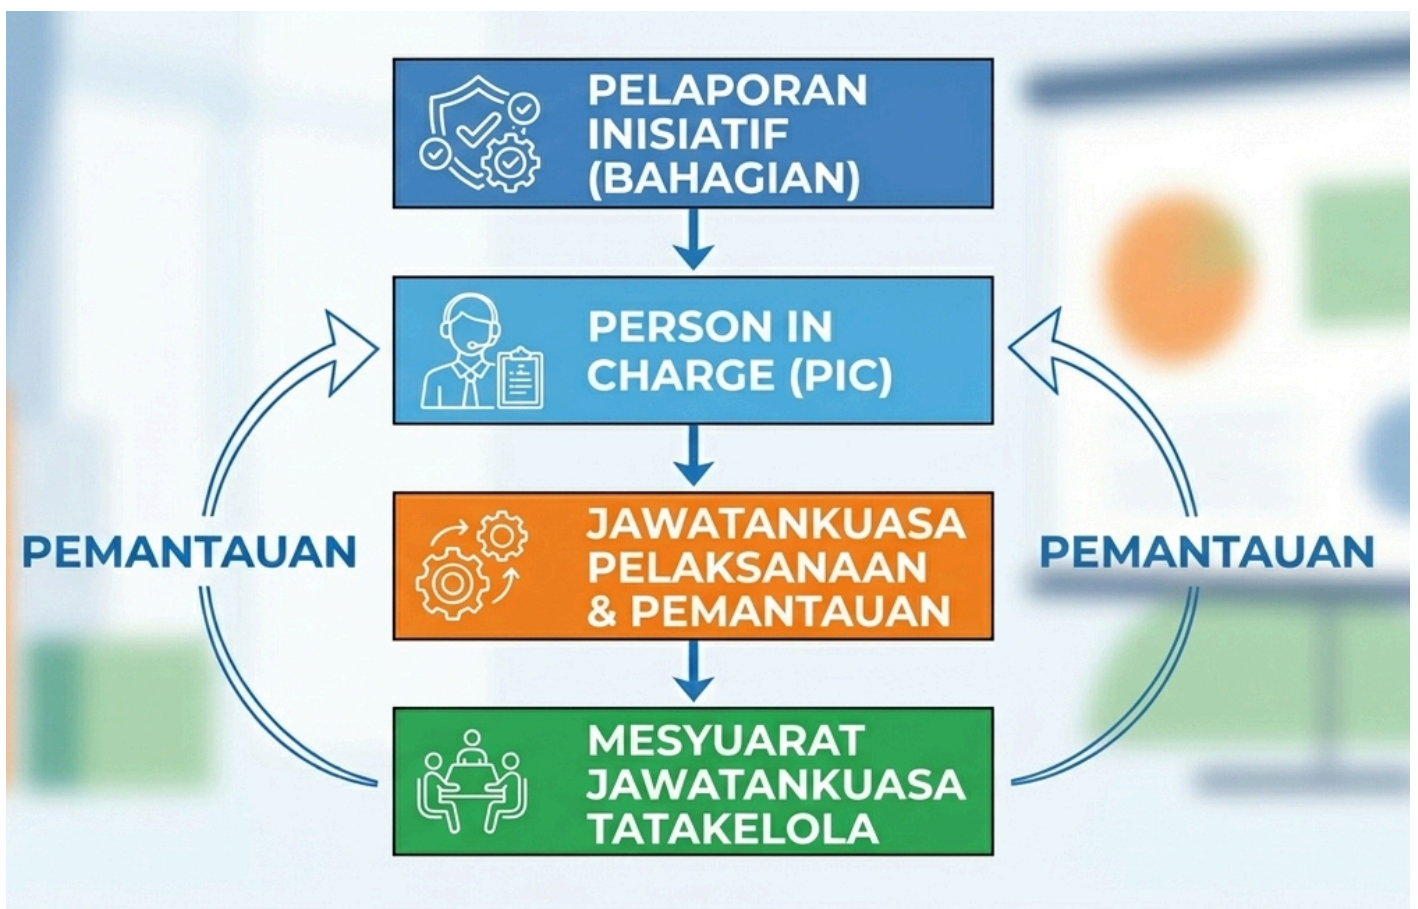 PELAPORAN
INISIATIF
(BAHAGIAN)
PERSON IN
CHARGE (PIC)
JAWATANKUASA
PELAKSANAAN
& PEMANTAUAN
PEMANTAUAN
PEMANTAUAN
MESYUARAT
JAWATANKUASA
TATAKELOLA